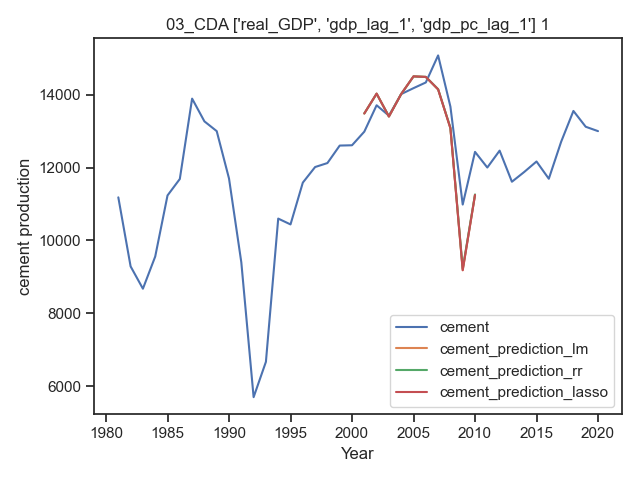 03_CDA ['real_GDP', 'gdp_lag_1', 'gdp_pc_lag_1'] 1
14000
12000
10000
8000
6000
cement production
cement
cement_prediction_lm
cement_prediction_rr
cement_prediction_lasso
1980 1985 1990 1995 2000 2005 2010 2015 2020
Year